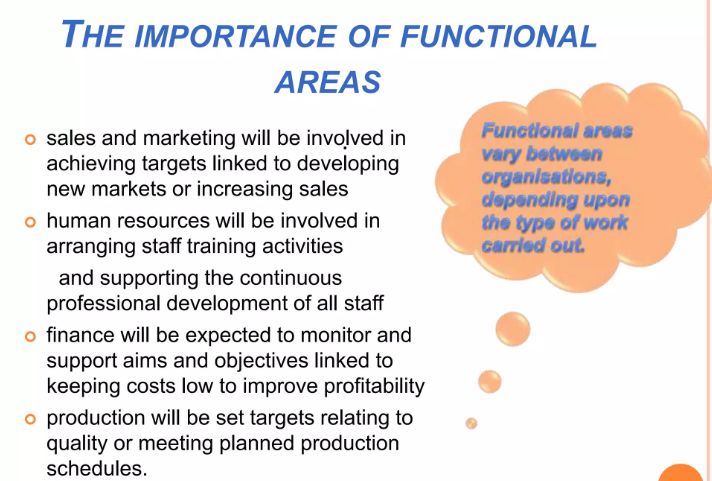 THE IMPORTANCE OF FUNCTIONAL
AREAS
sales and marketing will be involved in
achieving targets linked to developing
new markets or increasing sales
human resources will be involved in
arranging staff training activities
and supporting the continuous
professional development of all staff
finance will be expected to monitor and
support aims and objectives linked to
keeping costs low to improve profitability
production will be set targets relating to
quality or meeting planned production
schedules.
Functional areas
vary between
organisations,
depending upon
the type of work
carried out.